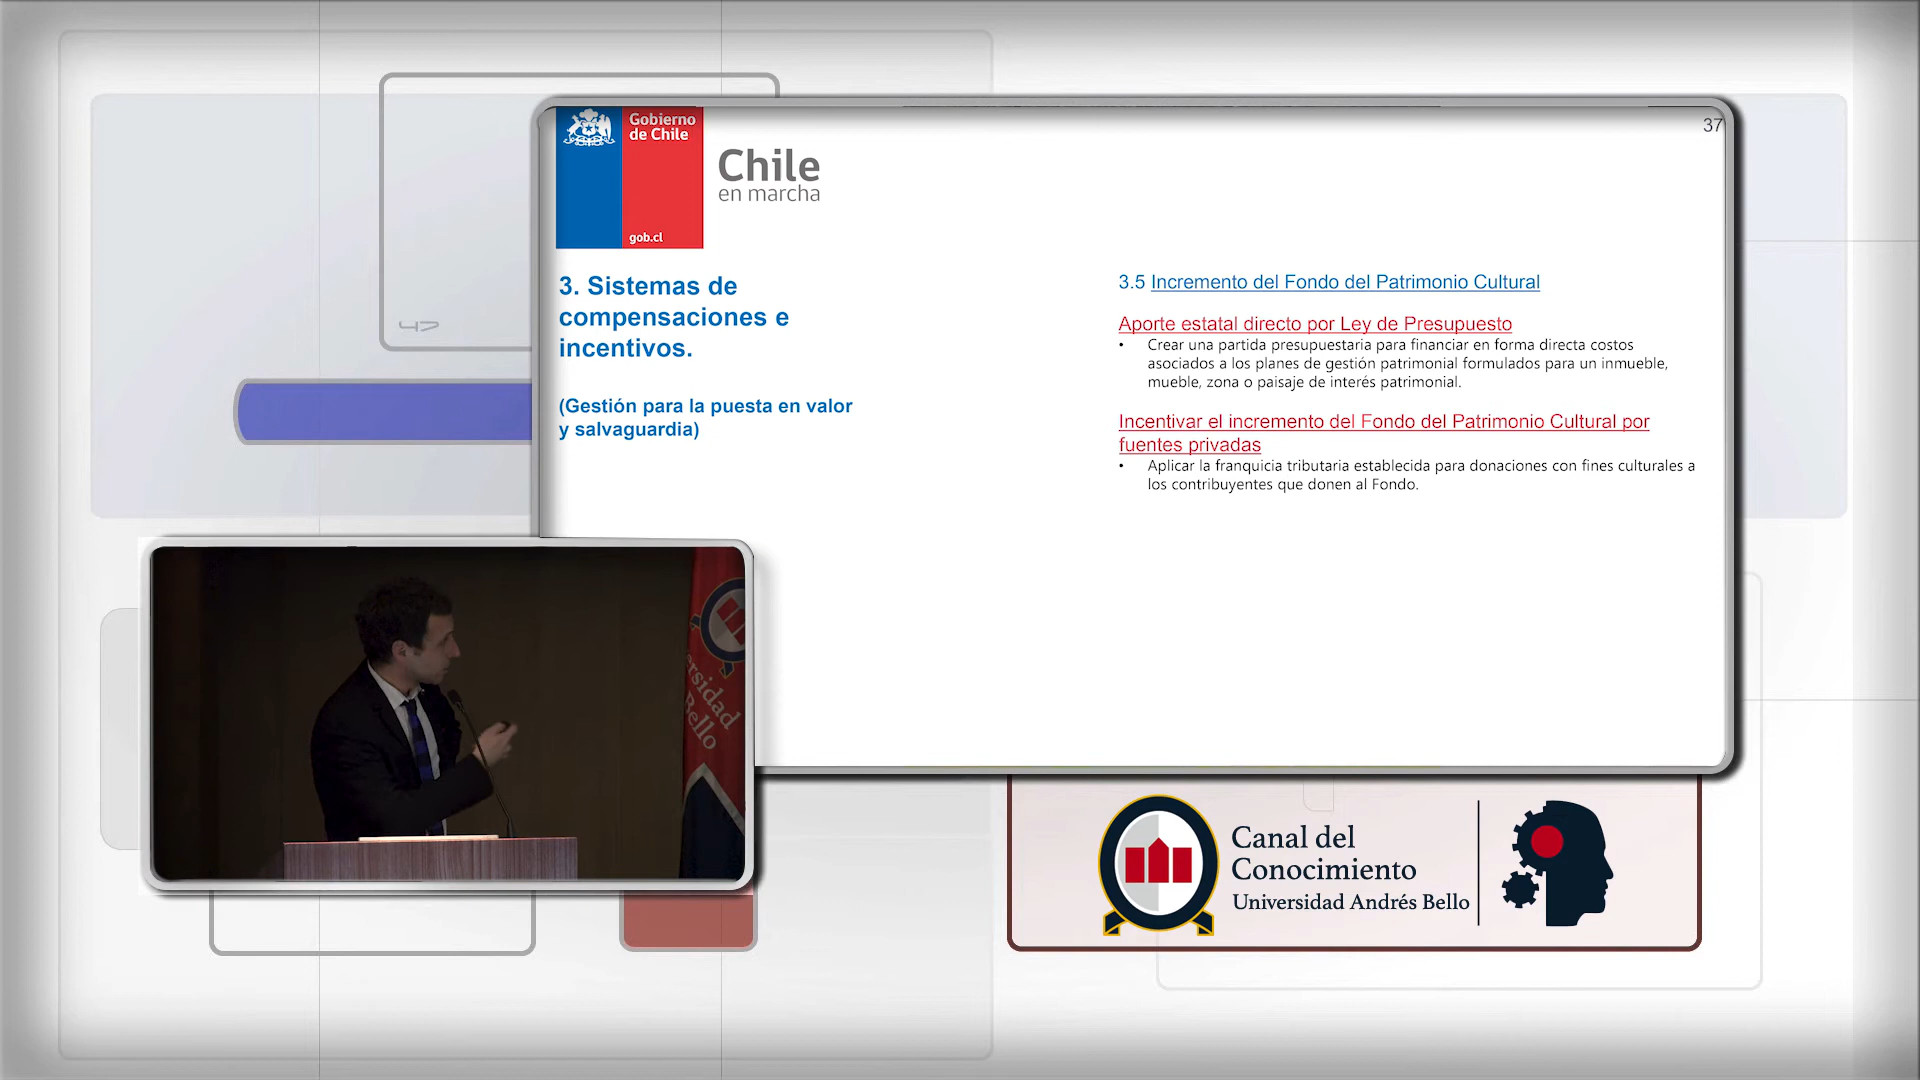 Gobierno
de Chile
gob.cl
Chile
en marcha
37
3. Sistemas de
compensaciones e
incentivos.
(Gestión para la puesta en valor
y salvaguardia)
3.5 Incremento del Fondo del Patrimonio Cultural
Aporte estatal directo por Ley de Presupuesto
• Crear una partida presupuestaria para financiar en forma directa costos
asociados a los planes de gestión patrimonial formulados para un inmueble,
mueble, zona o paisaje de interés patrimonial.
Incentivar el incremento del Fondo del Patrimonio Cultural por
fuentes privadas
• Aplicar la franquicia tributaria establecida para donaciones con fines culturales a
los contribuyentes que donen al Fondo.
ersidad
Bello
Canal del
Conocimiento
Universidad Andrés Bello